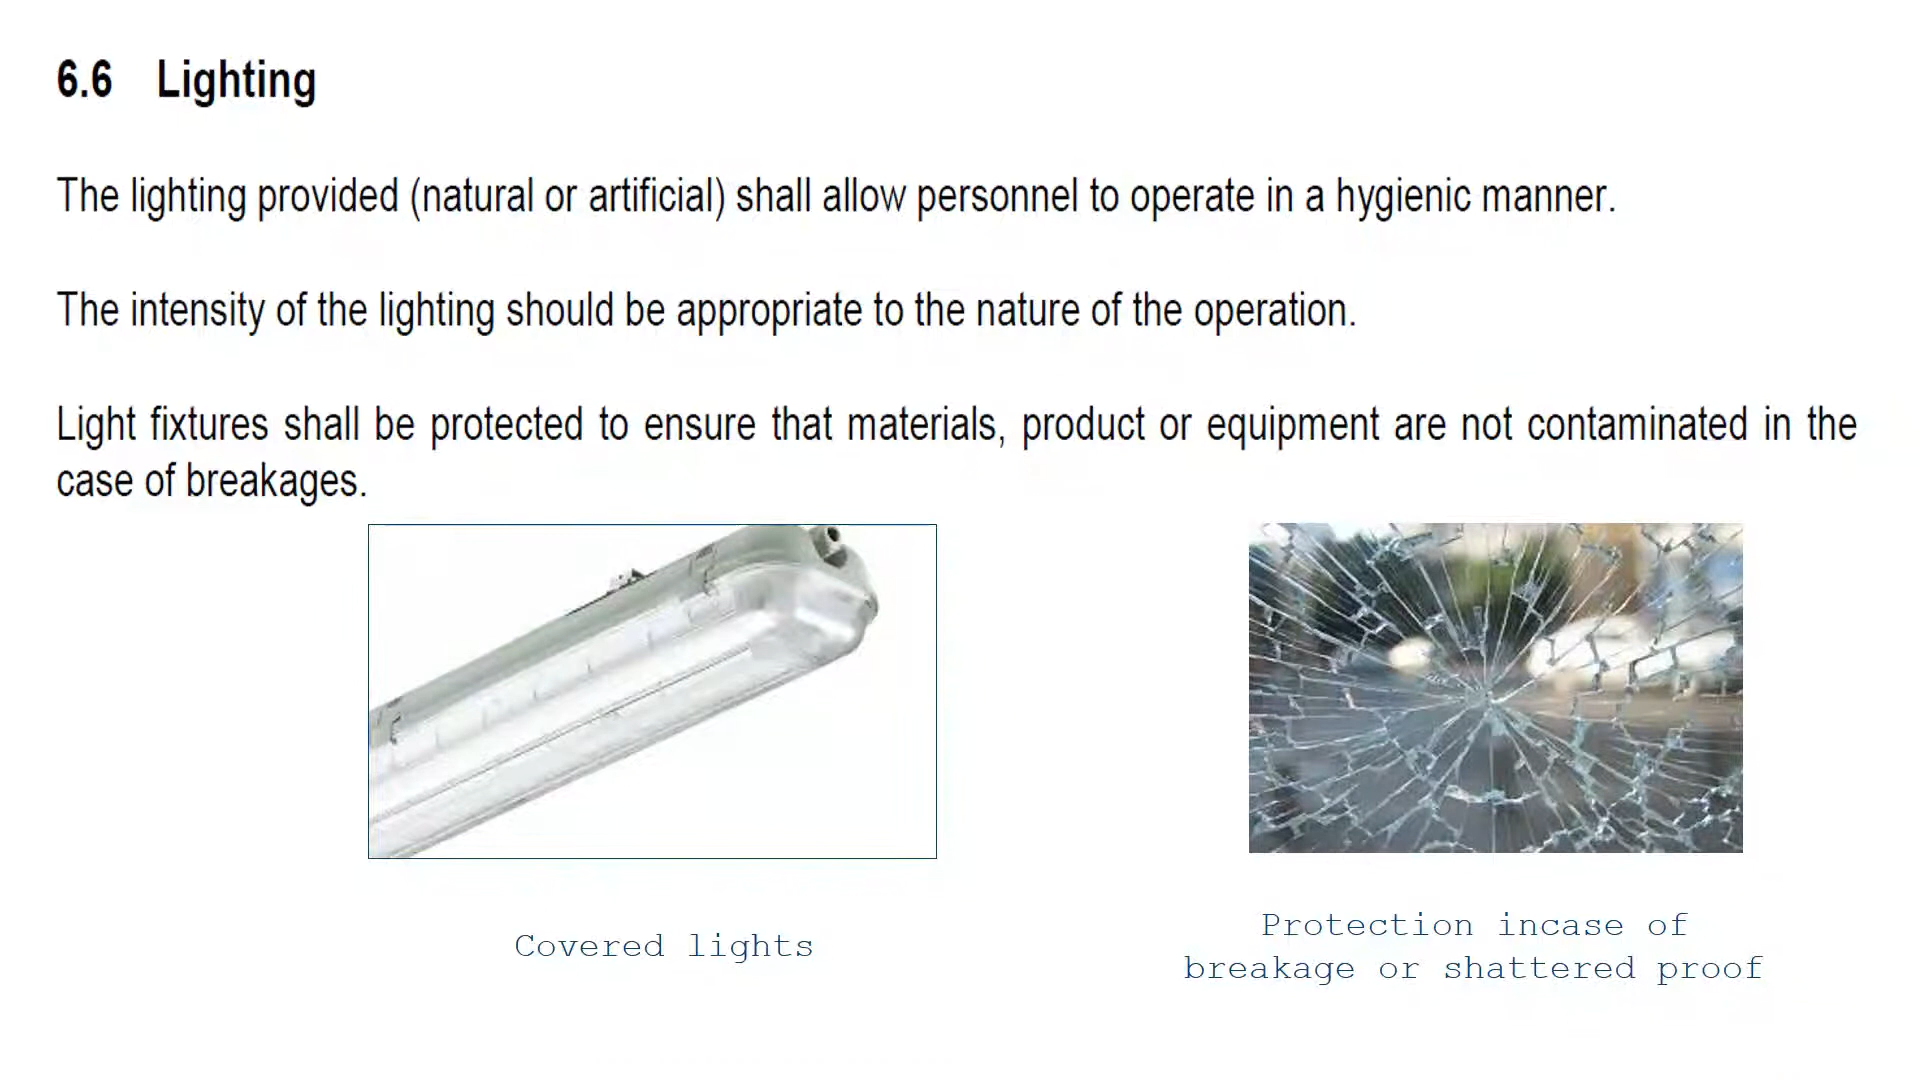 6.6 Lighting
The lighting provided (natural or artificial) shall allow personnel to operate in a hygienic manner.
The intensity of the lighting should be appropriate to the nature of the operation.
Light fixtures shall be protected to ensure that materials, product or equipment are not contaminated in the
case of breakages.
Covered lights
Protection incase of
breakage or shattered proof